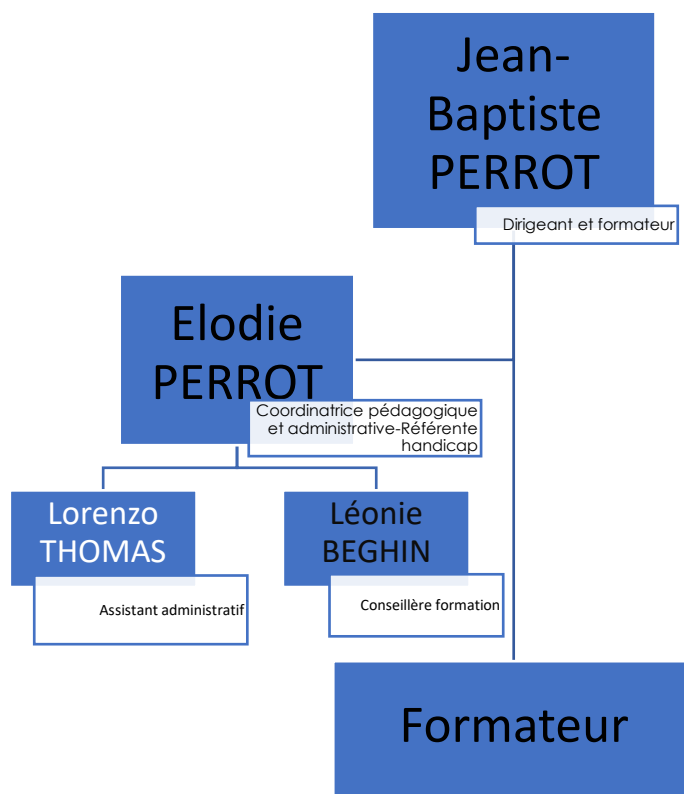 Jean-
Baptiste
PERROT
Dirigeant et formateur
Elodie
PERROT
Coordinatrice pédagogique
et administrative-Référente
handicap
Lorenzo
THOMAS
Assistant administratif
Léonie
BEGHIN
Conseillère formation
Formateur